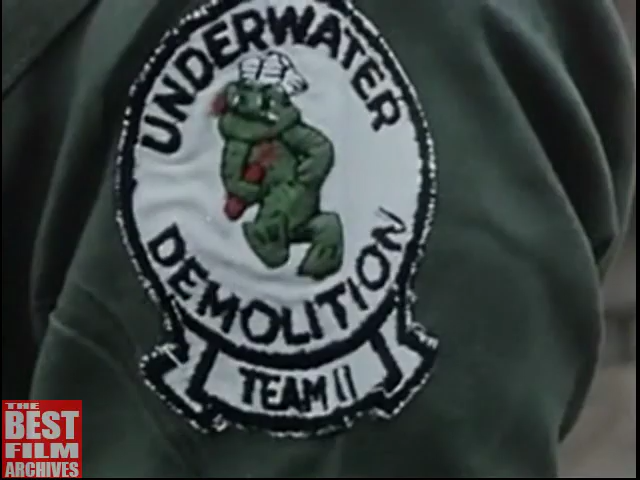 UNDERWATER
DEMOLITION
TEAM 11
THE
BEST
FILM
ARCHIVES